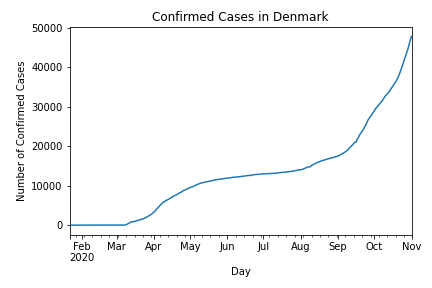 Confirmed Cases in Denmark
50000
40000
30000
20000
10000
0
Number of Confirmed Cases
Feb Mar Apr May Jun Jul Aug Sep Oct Nov
2020
Day